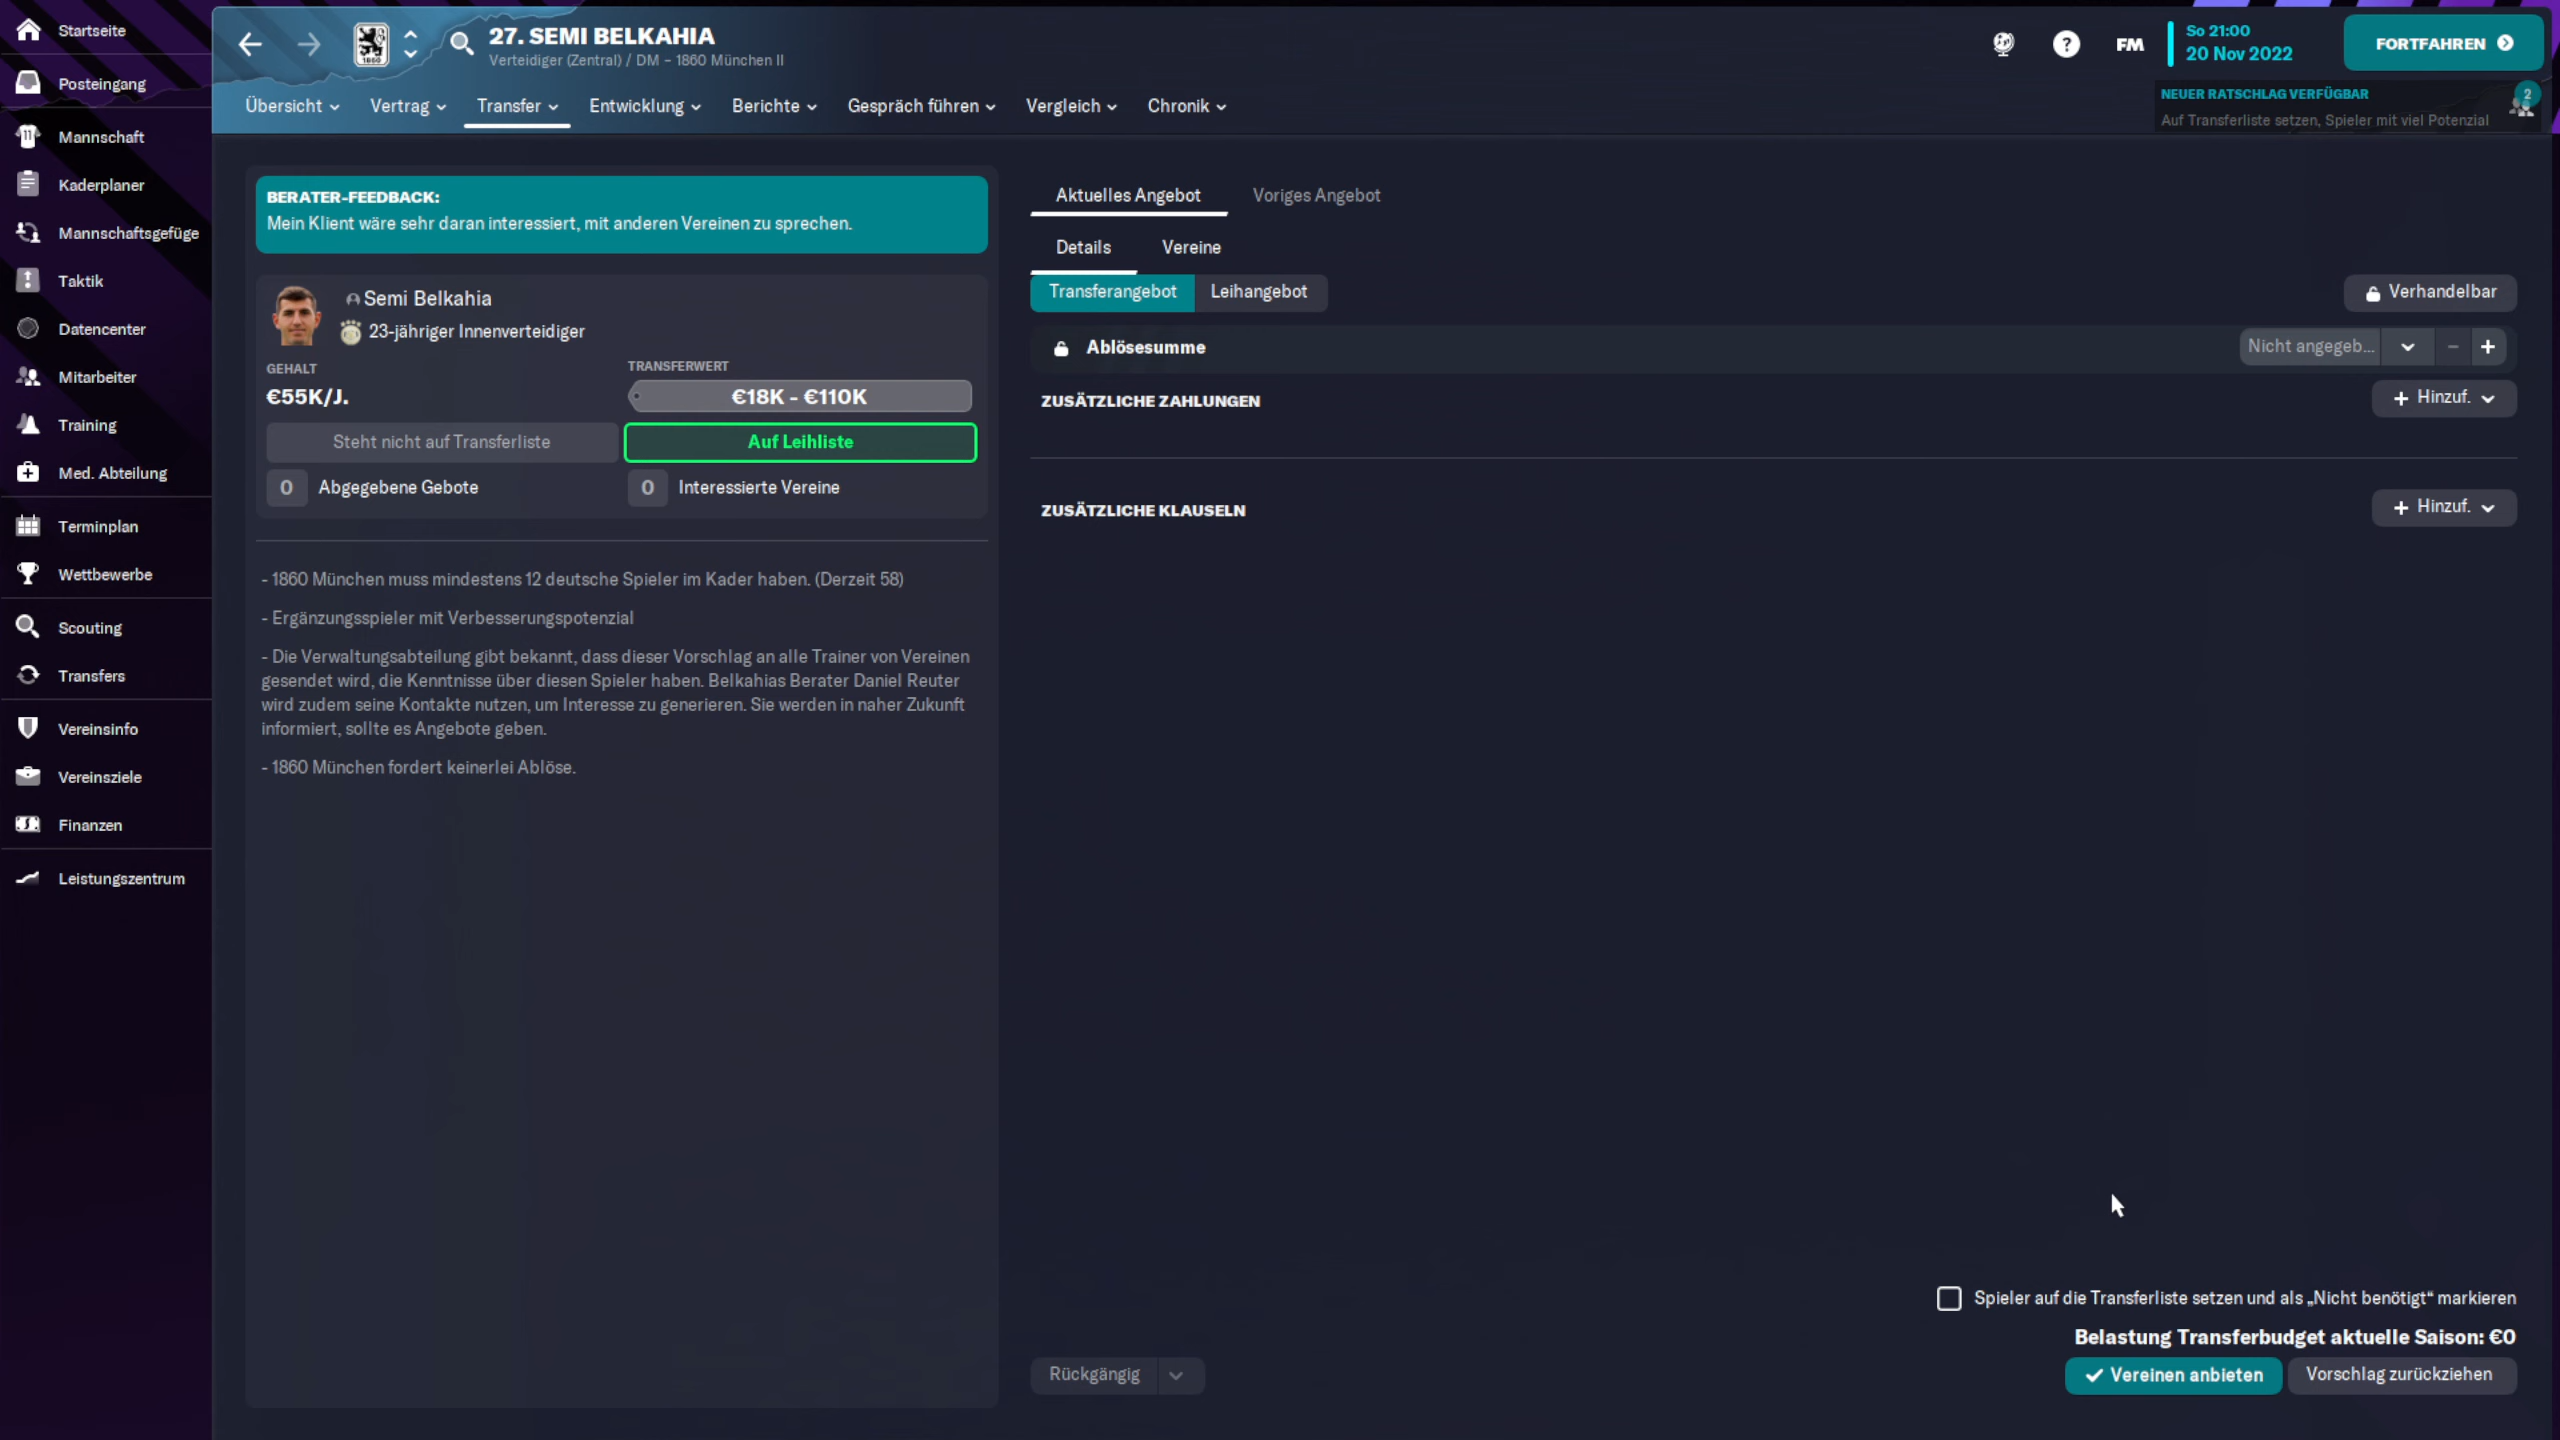 Startseite
Posteingang
Mannschaft
Kaderplaner
Mannschaftsgefüge
Taktik
Datencenter
Mitarbeiter
Training
Med. Abteilung
Terminplan
Wettbewerbe
Scouting
Transfers
Vereinsinfo
Vereinsziele
Finanzen
Leistungszentrum
27. SEMI BELKAHIA
Verteidiger (Zentral) / DM – 1860 München II
FM
So 21:00
20 Nov 2022
FORTFAHREN
Übersicht
Vertrag
Transfer
Entwicklung
Berichte
Gespräch führen
Vergleich
Chronik
NEUER RATSCHLAG VERFÜGBAR
Auf Transferliste setzen, Spieler mit viel Potenzial
2
BERATER-FEEDBACK:
Mein Klient wäre sehr daran interessiert, mit anderen Vereinen zu sprechen.
Semi Belkahia
23-jähriger Innenverteidiger
GEHALT
€55K/J.
TRANSFERWERT
€18K - €110K
Steht nicht auf Transferliste
Auf Leihliste
0 Abgegebene Gebote
0 Interessierte Vereine
- 1860 München muss mindestens 12 deutsche Spieler im Kader haben. (Derzeit 58)
- Ergänzungsspieler mit Verbesserungspotenzial
- Die Verwaltungsabteilung gibt bekannt, dass dieser Vorschlag an alle Trainer von Vereinen
gesendet wird, die Kenntnisse über diesen Spieler haben. Belkahias Berater Daniel Reuter
wird zudem seine Kontakte nutzen, um Interesse zu generieren. Sie werden in naher Zukunft
informiert, sollte es Angebote geben.
- 1860 München fordert keinerlei Ablöse.
Aktuelles Angebot
Voriges Angebot
Details
Vereine
Transferangebot
Leihangebot
Verhandelbar
Ablösesumme
Nicht angegeb...
ZUSÄTZLICHE ZAHLUNGEN
+ Hinzuf.
ZUSÄTZLICHE KLAUSELN
+ Hinzuf.
Spieler auf die Transferliste setzen und als „Nicht benötigt“ markieren
Belastung Transferbudget aktuelle Saison: €0
Rückgängig
Vereinen anbieten
Vorschlag zurückziehen